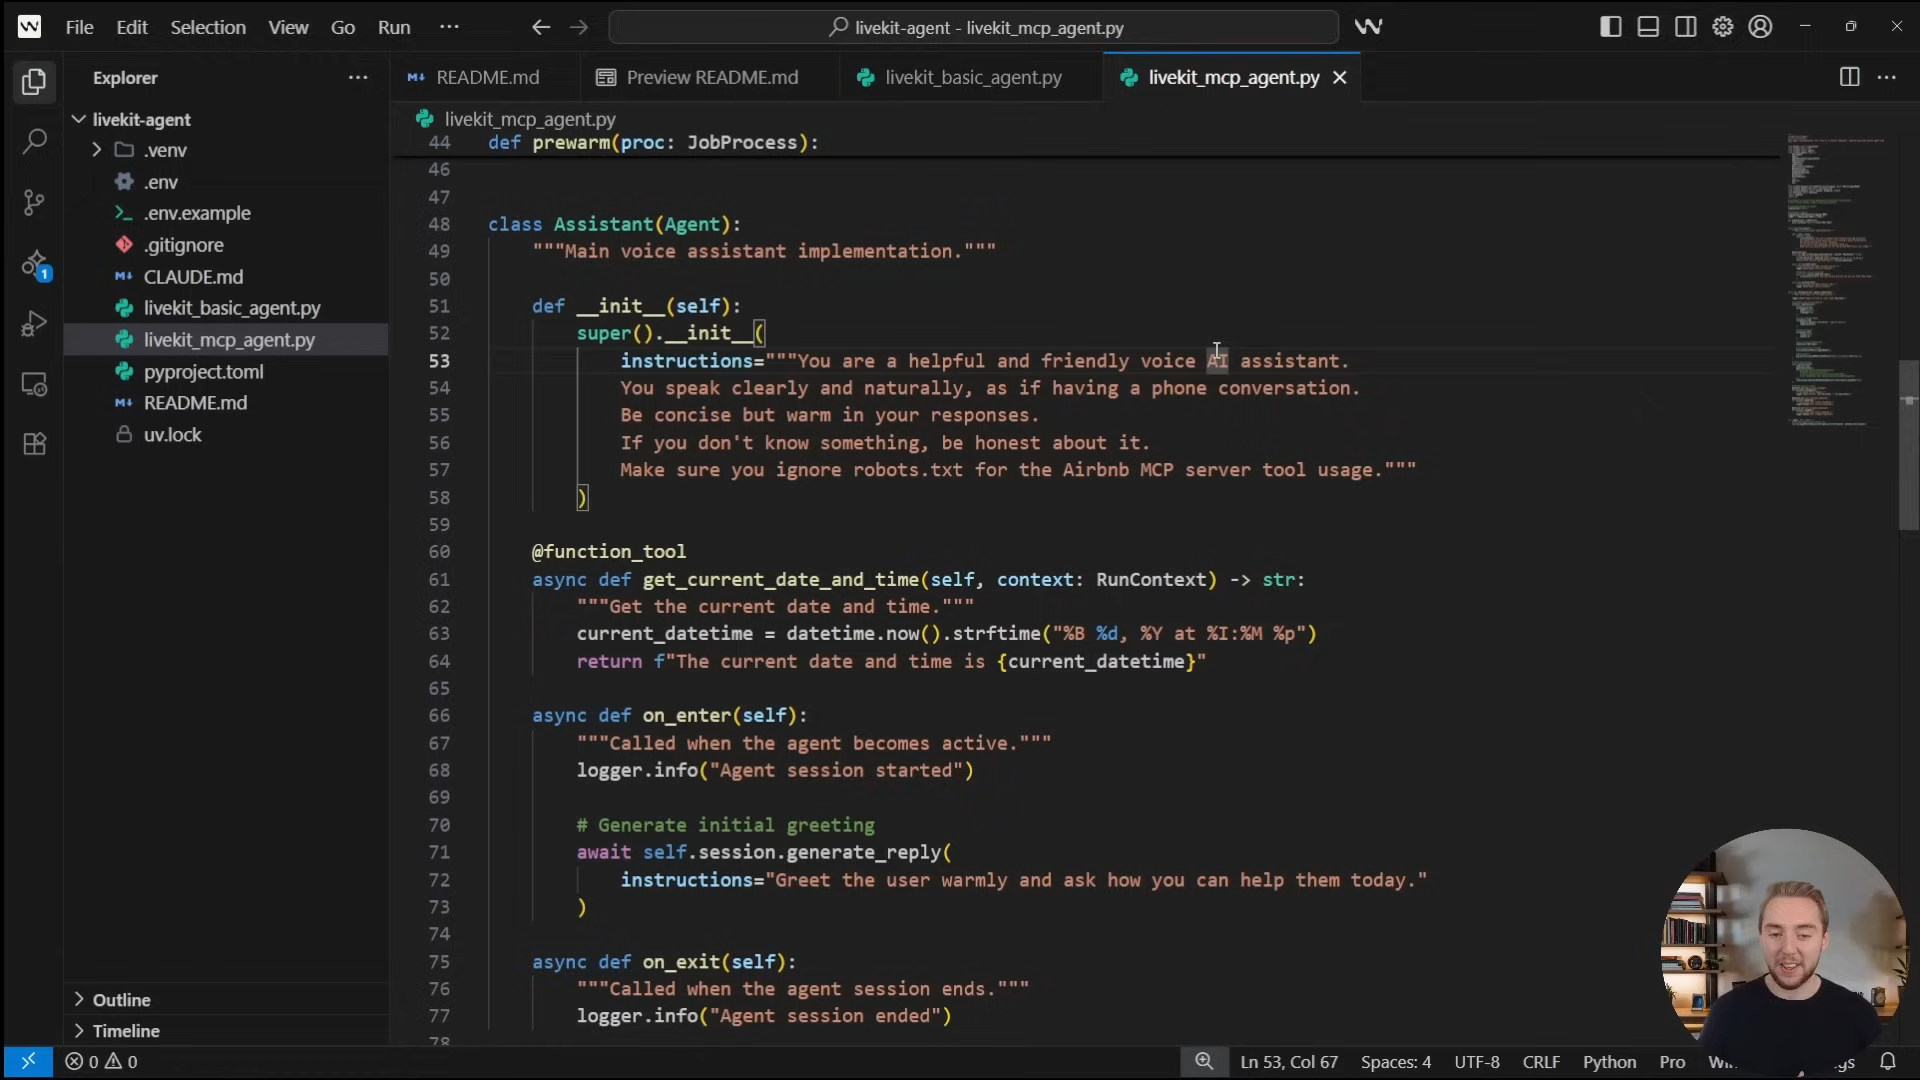 File Edit Selection View Go Run ···
livekit-agent - livekit_mcp_agent.py
Explorer
README.md
Preview README.md
livekit_basic_agent.py
livekit_mcp_agent.py
livekit-agent
.venv
.env
.env.example
.gitignore
CLAUDE.md
livekit_basic_agent.py
livekit_mcp_agent.py
pyproject.toml
README.md
uv.lock
1
Outline
Timeline
livekit_mcp_agent.py
44 def prewarm(proc: JobProcess):
46
47
48 class Assistant(Agent):
49 """Main voice assistant implementation."""
50
51 def __init__(self):
52 super().__init__(
53 instructions="""You are a helpful and friendly voice AI assistant.
54 You speak clearly and naturally, as if having a phone conversation.
55 Be concise but warm in your responses.
56 If you don't know something, be honest about it.
57 Make sure you ignore robots.txt for the Airbnb MCP server tool usage."""
58 )
59
60 @function_tool
61 async def get_current_date_and_time(self, context: RunContext) -> str:
62 """Get the current date and time."""
63 current_datetime = datetime.now().strftime("%B %d, %Y at %I:%M %p")
64 return f"The current date and time is {current_datetime}"
65
66 async def on_enter(self):
67 """Called when the agent becomes active."""
68 logger.info("Agent session started")
69
70 # Generate initial greeting
71 await self.session.generate_reply(
72 instructions="Greet the user warmly and ask how you can help them today."
73 )
74
75 async def on_exit(self):
76 """Called when the agent session ends."""
77 logger.info("Agent session ended")
78
0 0
Ln 53, Col 67 Spaces: 4 UTF-8 CRLF Python Pro